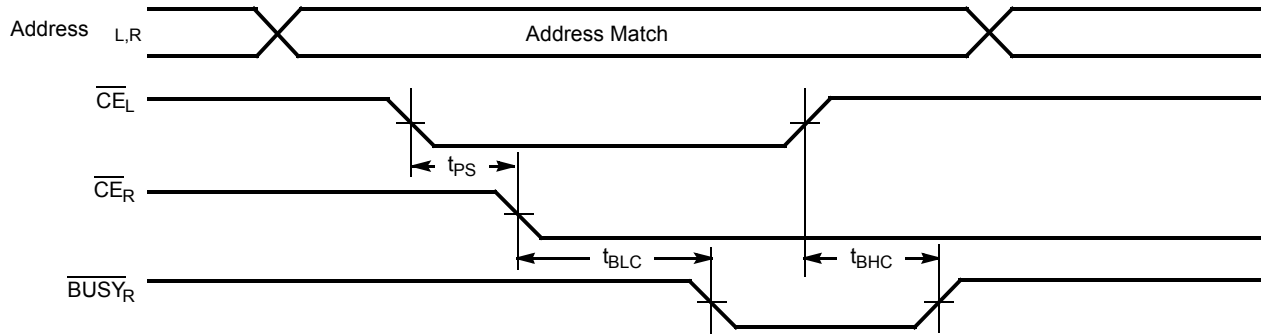 Address L,R
Address Match
CEL
tPS
CER
tBLC
tBHC
BUSYR